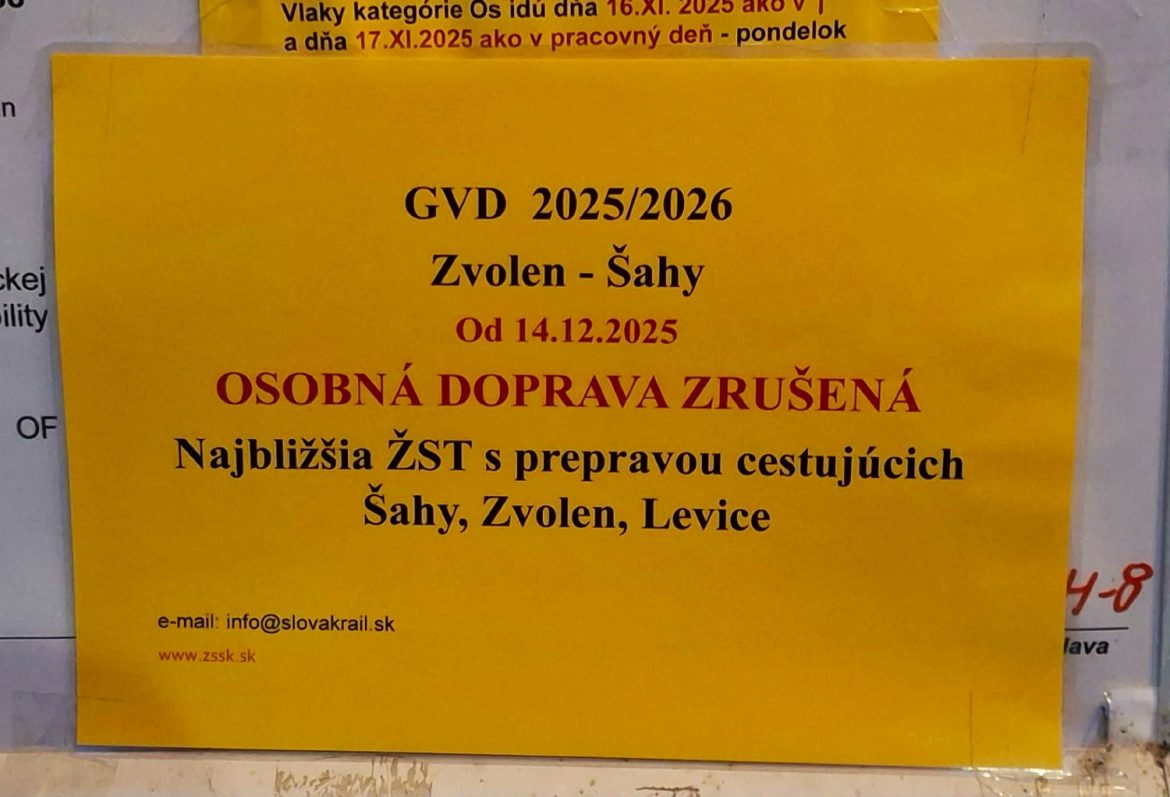 Vlaky kategórie Os idú dňa 16.XI. 2025 ako v
a dňa 17.XI.2025 ako v pracovný deň - pondelok
GVD 2025/2026
Zvolen - Šahy
Od 14.12.2025
OSOBNÁ DOPRAVA ZRUŠENÁ
Najbližšia ŽST s prepravou cestujúcich
Šahy, Zvolen, Levice
e-mail: info@slovakrail.sk
www.zssk.sk
OF